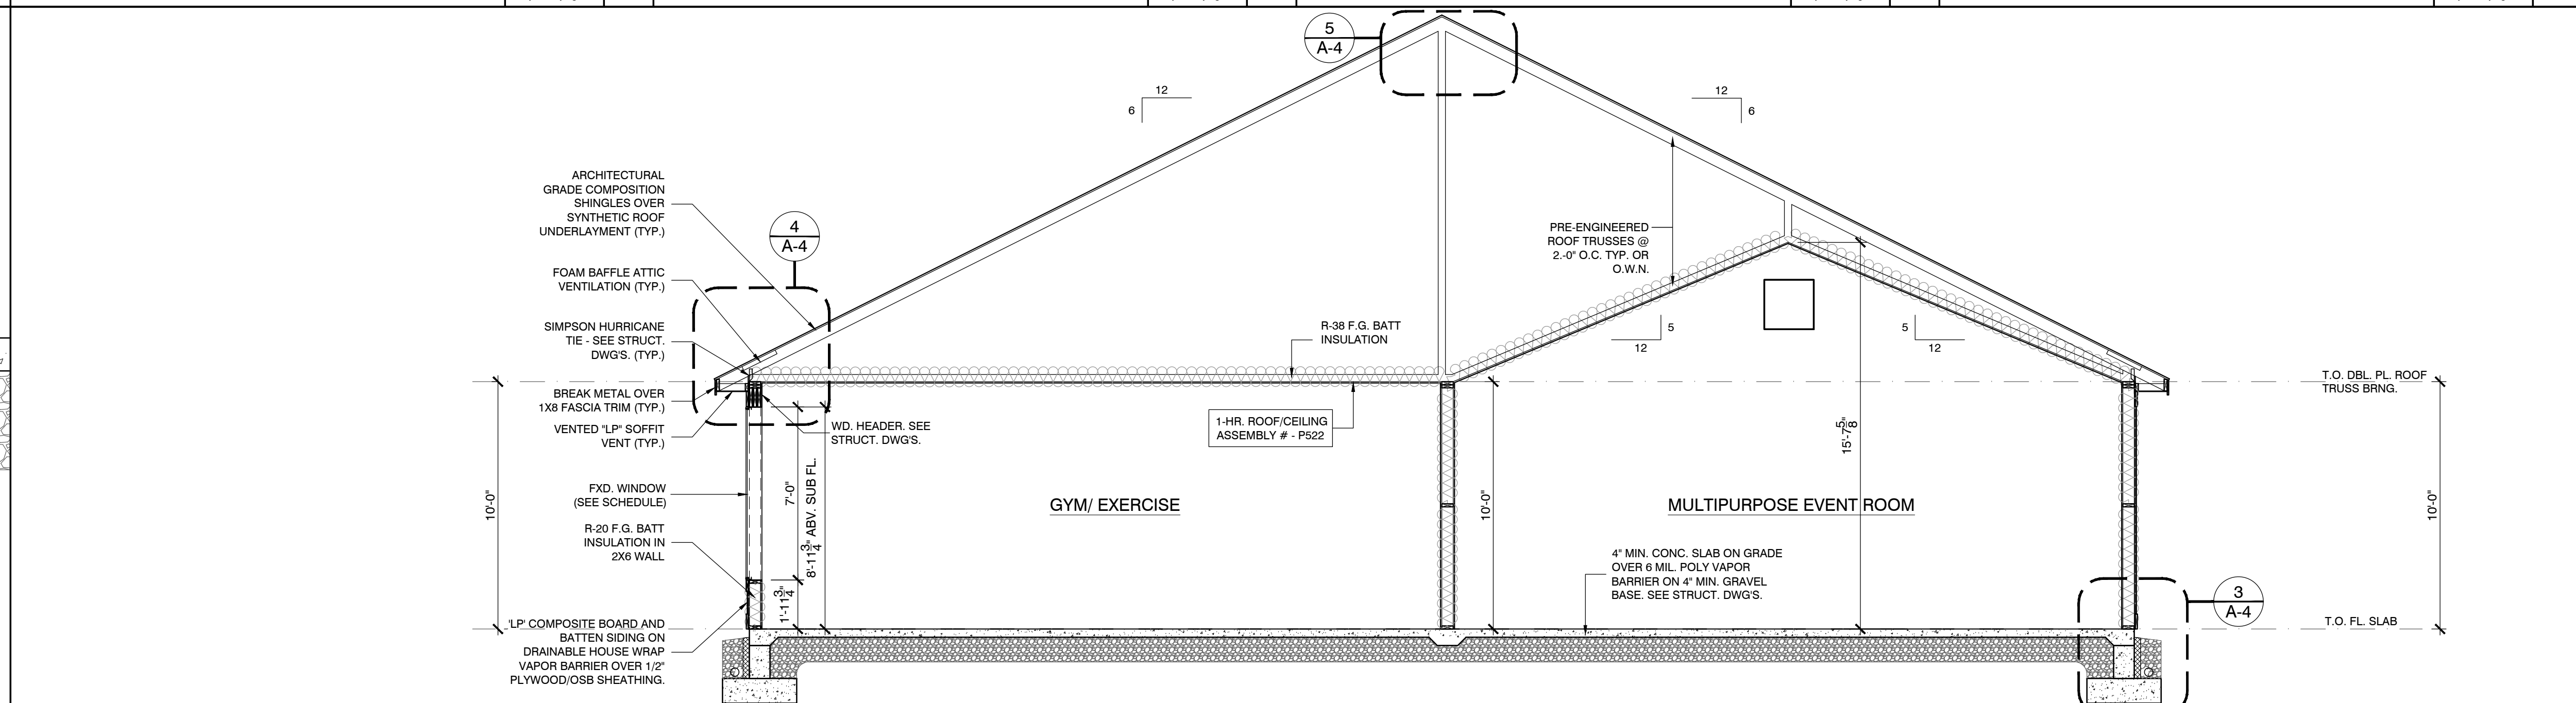 5
A-4
12
6
12
6
ARCHITECTURAL
GRADE COMPOSITION
SHINGLES OVER
SYNTHETIC ROOF
UNDERLAYMENT (TYP.)
4
A-4
FOAM BAFFLE ATTIC
VENTILATION (TYP.)
SIMPSON HURRICANE
TIE - SEE STRUCT.
DWG'S. (TYP.)
BREAK METAL OVER
1X8 FASCIA TRIM (TYP.)
VENTED "LP" SOFFIT
VENT (TYP.)
FXD. WINDOW
(SEE SCHEDULE)
R-20 F.G. BATT
INSULATION IN
2X6 WALL
'LP' COMPOSITE BOARD AND
BATTEN SIDING ON
DRAINABLE HOUSE WRAP
VAPOR BARRIER OVER 1/2"
PLYWOOD/OSB SHEATHING.
10'-0"
WD. HEADER. SEE
STRUCT. DWG'S.
7'-0"
1'-11 3/4"
8'-11 3/4" ABV. SUB FL.
GYM/ EXERCISE
R-38 F.G. BATT
INSULATION
1-HR. ROOF/CEILING
ASSEMBLY # - P522
10'-0"
PRE-ENGINEERED
ROOF TRUSSES @
2.-0" O.C. TYP. OR
O.W.N.
5
12
5
12
15'-7 5/8"
MULTIPURPOSE EVENT ROOM
4" MIN. CONC. SLAB ON GRADE
OVER 6 MIL. POLY VAPOR
BARRIER ON 4" MIN. GRAVEL
BASE. SEE STRUCT. DWG'S.
T.O. DBL. PL. ROOF
TRUSS BRNG.
10'-0"
3
A-4
T.O. FL. SLAB